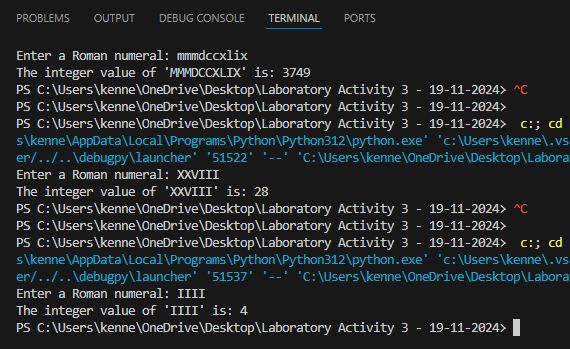 PROBLEMS OUTPUT DEBUG CONSOLE TERMINAL PORTS
Enter a Roman numeral: mmmdccxlix
The integer value of 'MMMDCCXLIX' is: 3749
PS C:\Users\kenne\OneDrive\Desktop\Laboratory Activity 3 - 19-11-2024> ^C
PS C:\Users\kenne\OneDrive\Desktop\Laboratory Activity 3 - 19-11-2024>
PS C:\Users\kenne\OneDrive\Desktop\Laboratory Activity 3 - 19-11-2024>  c:; cd
s\kenne\AppData\Local\Programs\Python\Python312\python.exe' 'c:\Users\kenne\.vs
er/../..\debugpy\launcher' '51522' '--' 'C:\Users\kenne\OneDrive\Desktop\Labora
Enter a Roman numeral: XXVIII
The integer value of 'XXVIII' is: 28
PS C:\Users\kenne\OneDrive\Desktop\Laboratory Activity 3 - 19-11-2024> ^C
PS C:\Users\kenne\OneDrive\Desktop\Laboratory Activity 3 - 19-11-2024>
PS C:\Users\kenne\OneDrive\Desktop\Laboratory Activity 3 - 19-11-2024>  c:; cd
s\kenne\AppData\Local\Programs\Python\Python312\python.exe' 'c:\Users\kenne\.vs
er/../..\debugpy\launcher' '51537' '--' 'C:\Users\kenne\OneDrive\Desktop\Labora
Enter a Roman numeral: IIII
The integer value of 'IIII' is: 4
PS C:\Users\kenne\OneDrive\Desktop\Laboratory Activity 3 - 19-11-2024>